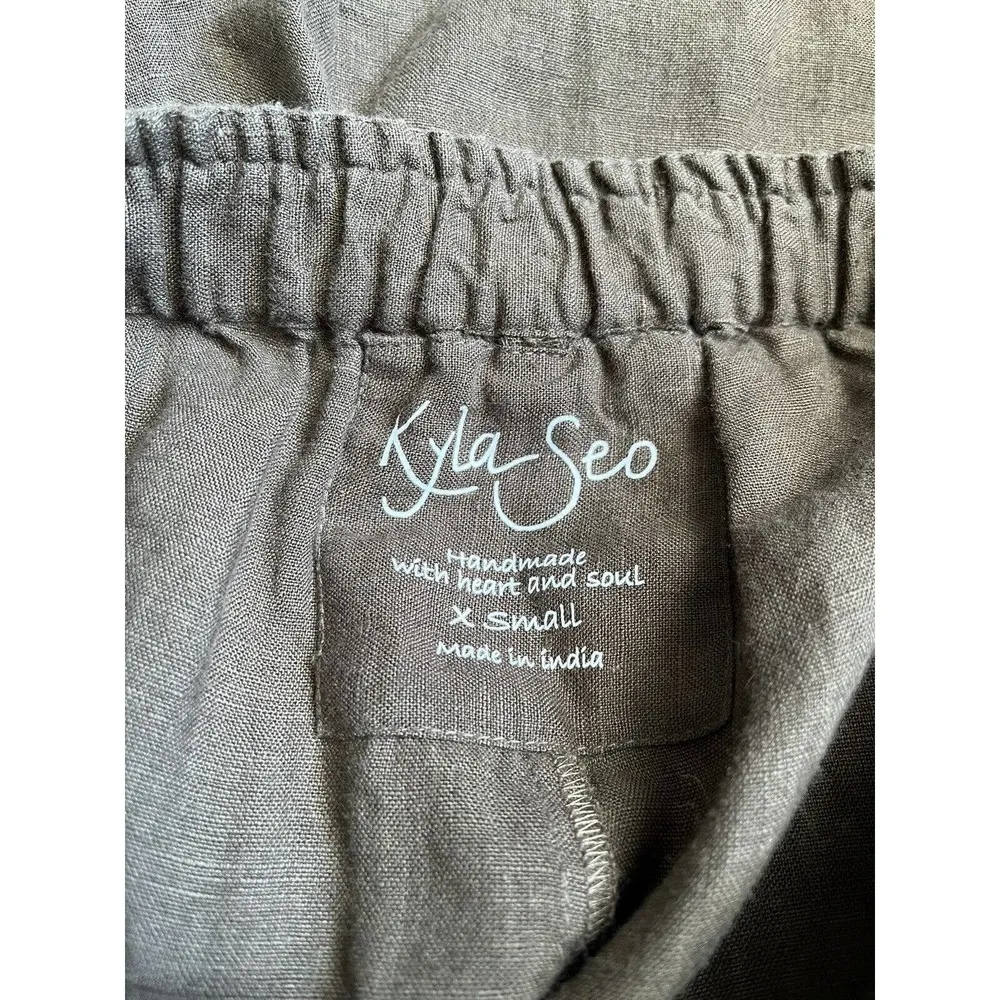 Kyla Seo
Handmade
with heart and soul
X Small
Made in india